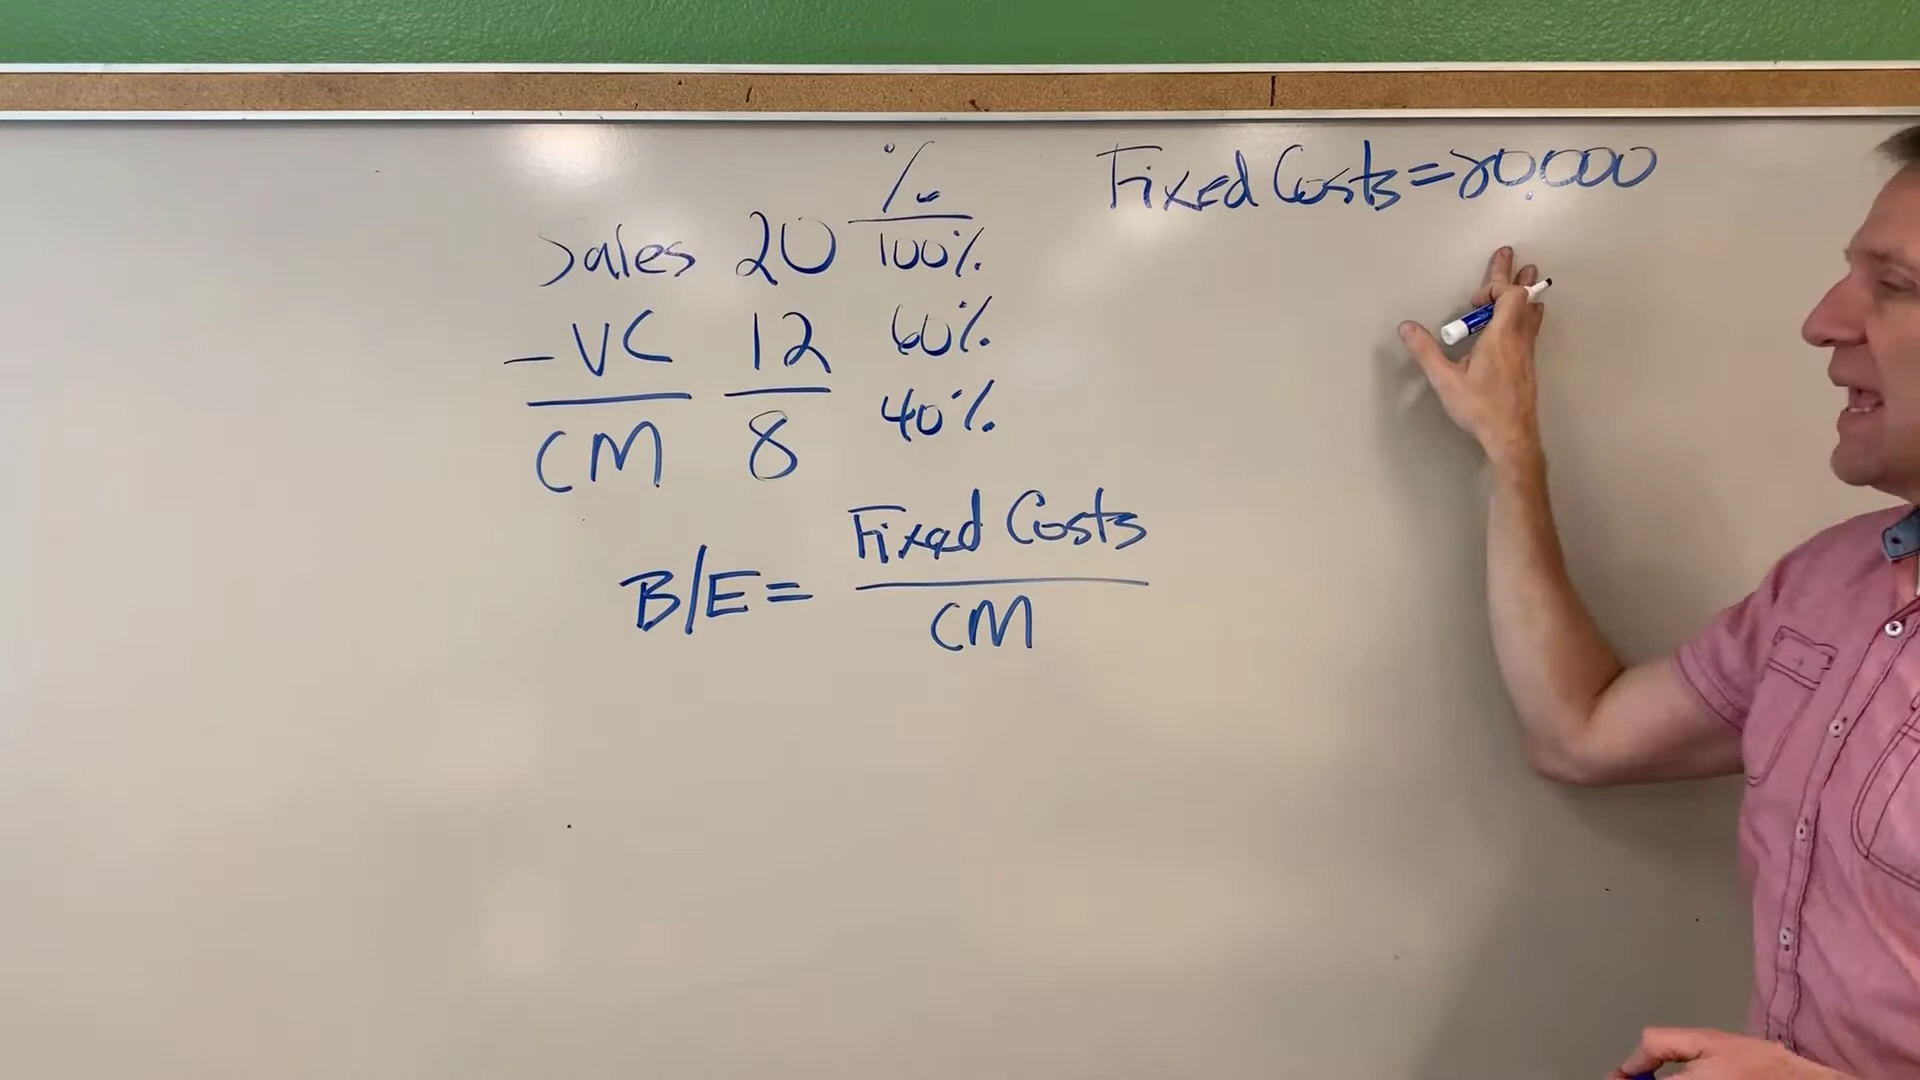 %
Fixed Costs = 80,000
Sales 20 100%
- VC 12 60%
CM 8 40%
B/E = Fixed Costs
CM